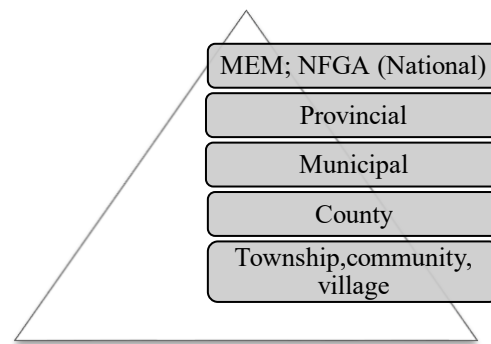 MEM; NFGA (National)
Provincial
Municipal
County
Township,community,
village